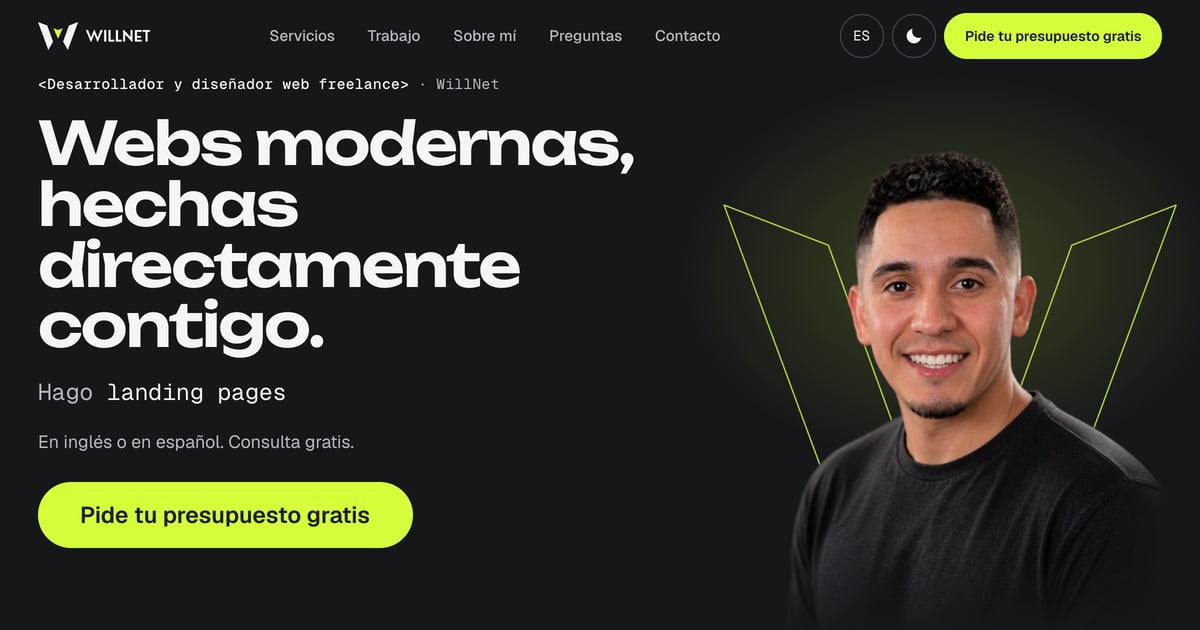 WILLNET
Servicios
Trabajo
Sobre mí
Preguntas
Contacto
ES
Pide tu presupuesto gratis
<Desarrollador y diseñador web freelance> · WillNet
Webs modernas,
hechas
directamente
contigo.
Hago landing pages
En inglés o en español. Consulta gratis.
Pide tu presupuesto gratis